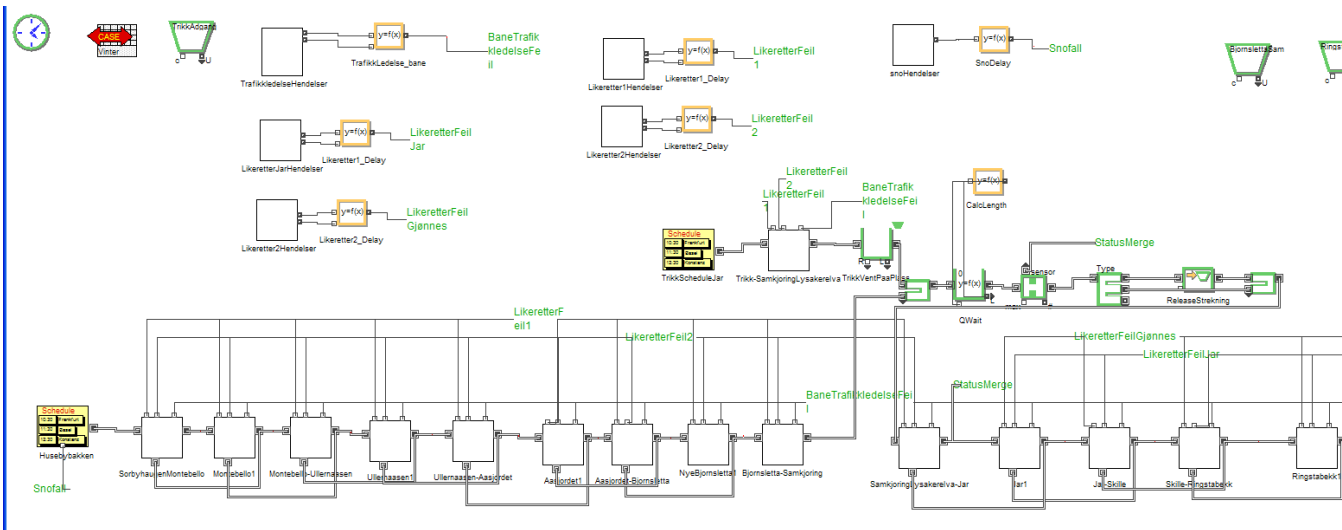 CASE
Vinter
TrikkAdgang
c
U
TrafikkledelseHendelser
y=f(x)
TrafikkLedelse_bane
BaneTrafik
kledelseFe
il
Likeretter1Hendelser
y=f(x)
Likeretter1_Delay
LikeretterFeil
1
snoHendelser
y=f(x)
SnoDelay
Snofall
BjornslettaSam
c
U
Rings
c
LikeretterJarHendelser
y=f(x)
Likeretter1_Delay
LikeretterFeil
Jar
Likeretter2Hendelser
y=f(x)
Likeretter2_Delay
LikeretterFeil
2
Likeretter2Hendelser
y=f(x)
Likeretter2_Delay
LikeretterFeil
Gjønnes
Schedule
TrikkScheduleJar
LikeretterFeil
1
LikeretterFeil
2
Trikk-SamkjoringLysakerelva
BaneTrafik
kledelseFei
l
R
L
TrikkVentPaaPlass
y=f(x)
CalcLength
0
y=f(x)
L
QWait
StatusMerge
sensor
Type
ReleaseStrekning
LikeretterF
eil1
LikeretterFeil2
BaneTrafikkledelseFei
l
StatusMerge
LikeretterFeilGjønnes
LikeretterFeilJar
Schedule
Husebybakken
Snofall
SorbyhaugenMontebello
Montebello1
Montebello-Ullernaasen
Ullernaasen1
Ullernaasen-Aasjordet
Aasjordet1
Aasjordet-Bjornsletta
NyeBjornsletta1
Bjornsletta-Samkjoring
SamkjoringLysakerelva-Jar
Jar1
Jar-Skille
Skille-Ringstabekk
Ringstabekk1